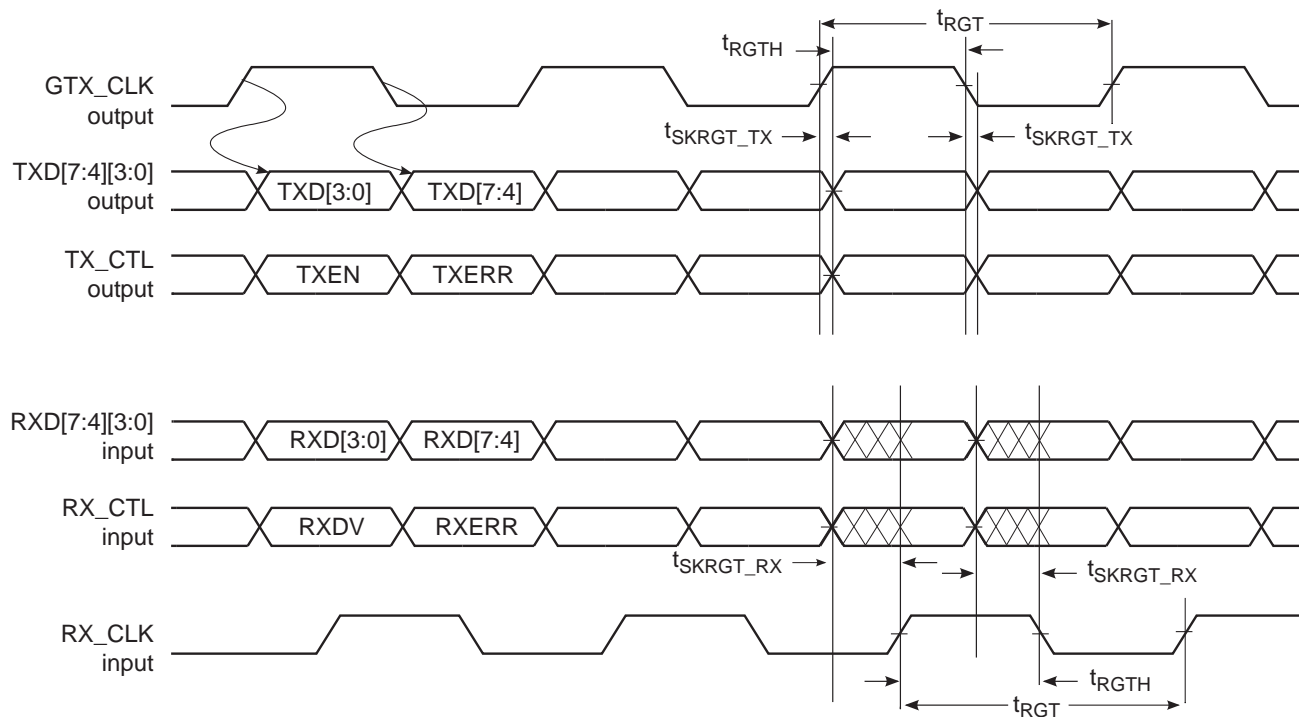 t_RGT
t_RGTH
GTX_CLK
output
t_SKRGT_TX
t_SKRGT_TX
TXD[7:4][3:0]
output
TXD[3:0]
TXD[7:4]
TX_CTL
output
TXEN
TXERR
RXD[7:4][3:0]
input
RXD[3:0]
RXD[7:4]
RX_CTL
input
RXDV
RXERR
t_SKRGT_RX
t_SKRGT_RX
RX_CLK
input
t_RGTH
t_RGT